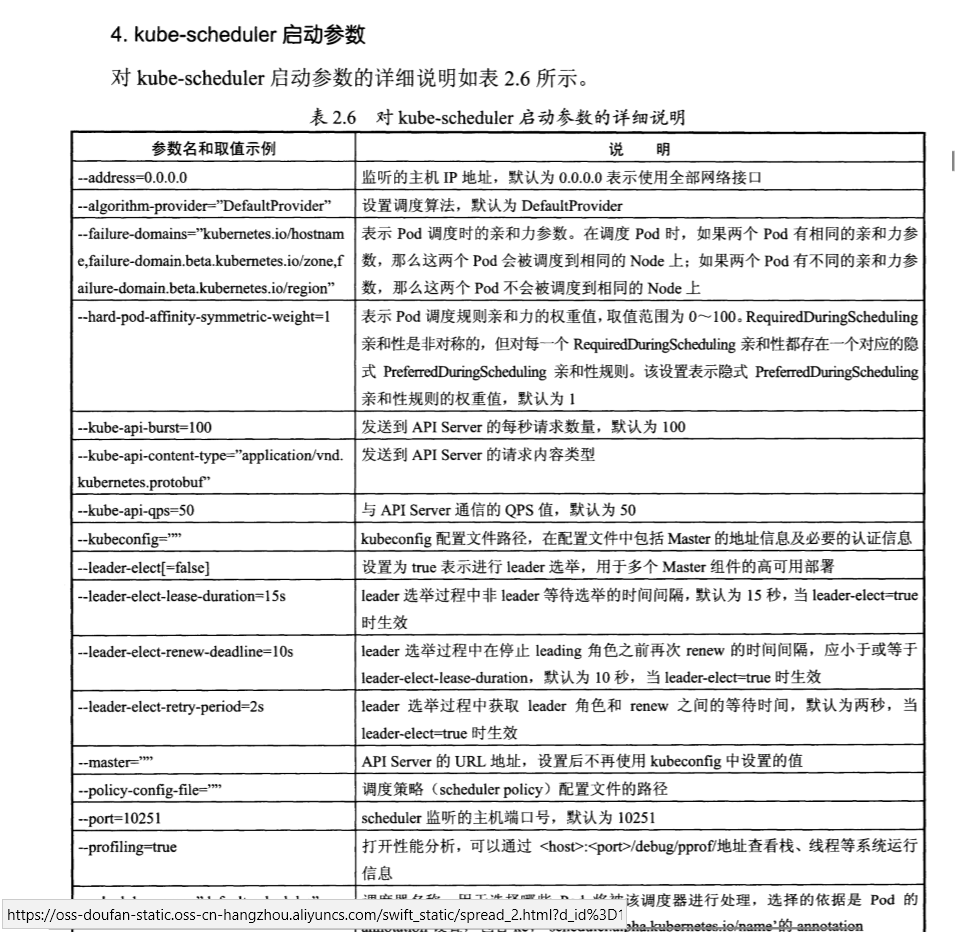 4. kube-scheduler 启动参数
对 kube-scheduler 启动参数的详细说明如表 2.6 所示。
表 2.6 对 kube-scheduler 启动参数的详细说明
参数名和取值示例 说 明
--address=0.0.0.0 监听的主机 IP 地址，默认为 0.0.0.0 表示使用全部网络接口
--algorithm-provider=”DefaultProvider” 设置调度算法，默认为 DefaultProvider
--failure-domains=”kubernetes.io/hostnam
e,failure-domain.beta.kubernetes.io/zone,f
ailure-domain.beta.kubernetes.io/region”
表示 Pod 调度时的亲和力参数。在调度 Pod 时，如果两个 Pod 有相同的亲和力参
数，那么这两个 Pod 会被调度到相同的 Node 上；如果两个 Pod 有不同的亲和力参
数，那么这两个 Pod 不会被调度到相同的 Node 上
--hard-pod-affinity-symmetric-weight=1
表示 Pod 调度规则亲和力的权重值，取值范围为 0～100。RequiredDuringScheduling
亲和性是非对称的，但对每一个 RequiredDuringScheduling 亲和性都存在一个对应的隐
式 PreferredDuringScheduling 亲和性规则。该设置表示隐式 PreferredDuringScheduling
亲和性规则的权重值，默认为 1
--kube-api-burst=100 发送到 API Server 的每秒请求数量，默认为 100
--kube-api-content-type=”application/vnd.
kubernetes.protobuf”
发送到 API Server 的请求内容类型
--kube-api-qps=50 与 API Server 通信的 QPS 值，默认为 50
--kubeconfig=”” kubeconfig 配置文件路径，在配置文件中包括 Master 的地址信息及必要的认证信息
--leader-elect[=false] 设置为 true 表示进行 leader 选举，用于多个 Master 组件的高可用部署
--leader-elect-lease-duration=15s
leader 选举过程中非 leader 等待选举的时间间隔，默认为 15 秒，当 leader-elect=true
时生效
--leader-elect-renew-deadline=10s
leader 选举过程中在停止 leading 角色之前再次 renew 的时间间隔，应小于或等于
leader-elect-lease-duration，默认为 10 秒，当 leader-elect=true 时生效
--leader-elect-retry-period=2s
leader 选举过程中获取 leader 角色和 renew 之间的等待时间，默认为两秒，当
leader-elect=true 时生效
--master=”” API Server 的 URL 地址，设置后不再使用 kubeconfig 中设置的值
--policy-config-file=”” 调度策略（scheduler policy）配置文件的路径
--port=10251 scheduler 监听的主机端口号，默认为 10251
--profiling=true
打开性能分析，可以通过 <host>:<port>/debug/pprof/地址查看栈、线程等系统运行
信息
该调度器进行处理，选择的依据是 Pod 的
https://oss-doufan-static.oss-cn-hangzhou.aliyuncs.com/swift_static/spread_2.html?d_id%3D1
pha.kubernetes.io/name’的 annotation